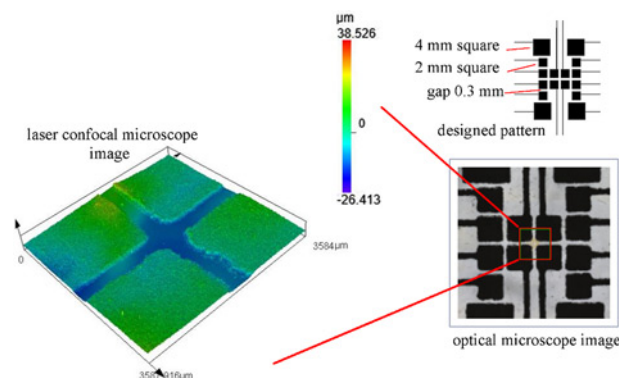 µm
38.526
0
-26.413
4 mm square
2 mm square
gap 0.3 mm
designed pattern
laser confocal microscope
image
0
3584µm
optical microscope image